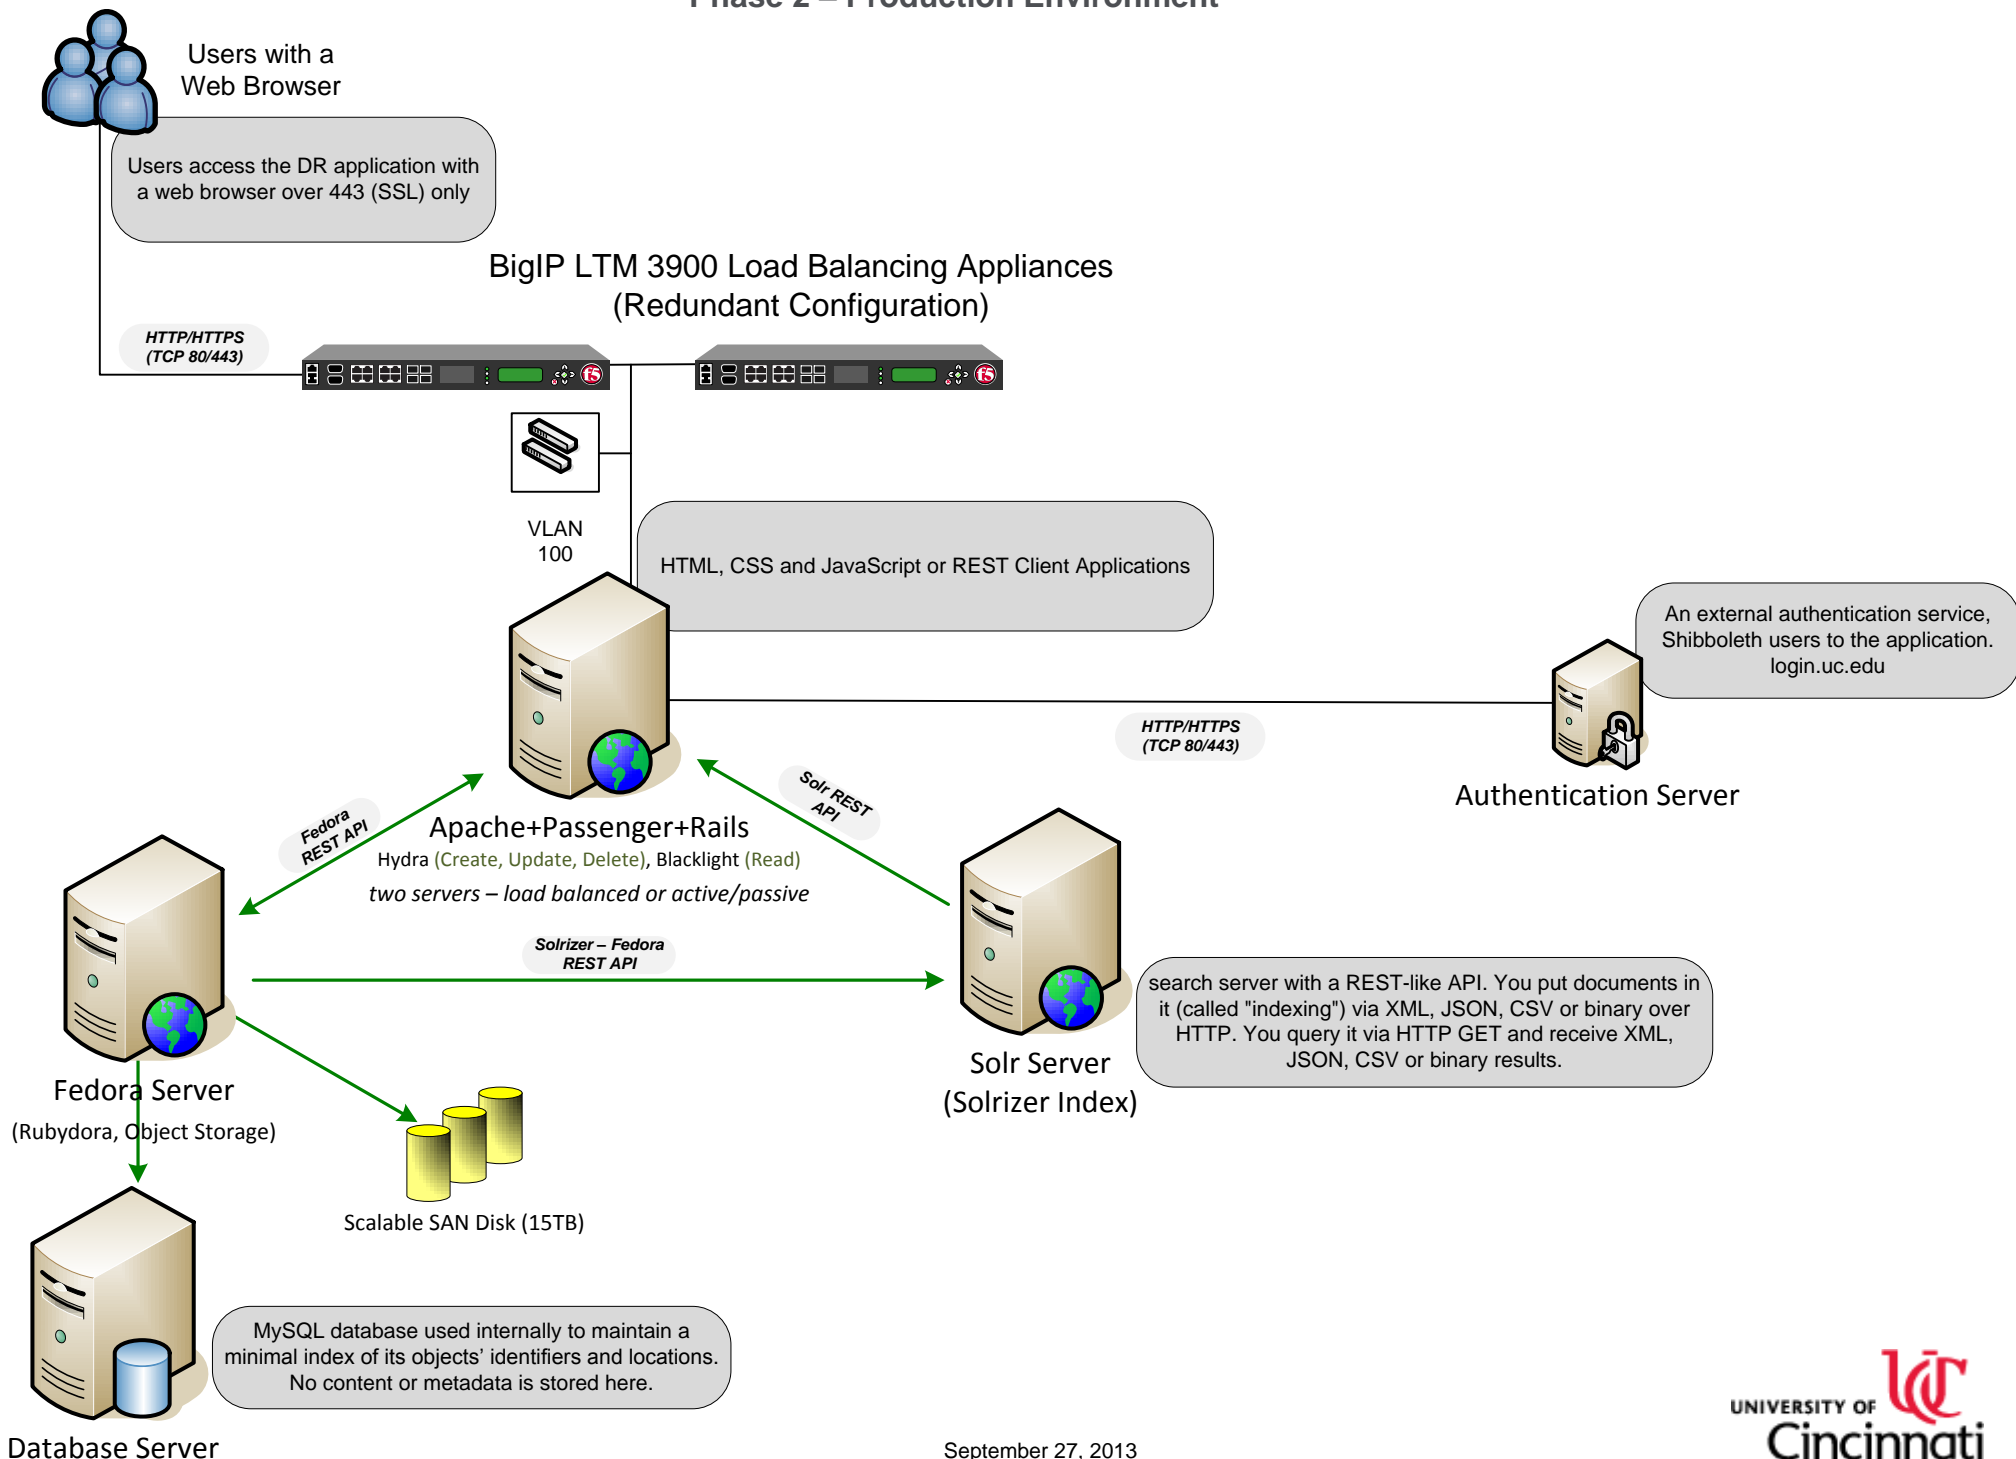 Phase 2 – Production Environment
Users with a
Web Browser
Users access the DR application with
a web browser over 443 (SSL) only
BigIP LTM 3900 Load Balancing Appliances
(Redundant Configuration)
HTTP/HTTPS
(TCP 80/443)
f5
f5
VLAN
100
HTML, CSS and JavaScript or REST Client Applications
An external authentication service,
Shibboleth users to the application.
login.uc.edu
HTTP/HTTPS
(TCP 80/443)
Authentication Server
Fedora
REST API
Solr REST
API
Apache+Passenger+Rails
Hydra (Create, Update, Delete), Blacklight (Read)
two servers – load balanced or active/passive
Solrizer – Fedora
REST API
search server with a REST-like API. You put documents in
it (called "indexing") via XML, JSON, CSV or binary over
HTTP. You query it via HTTP GET and receive XML,
JSON, CSV or binary results.
Solr Server
(Solrizer Index)
Fedora Server
(Rubydora, Object Storage)
Scalable SAN Disk (15TB)
MySQL database used internally to maintain a
minimal index of its objects’ identifiers and locations.
No content or metadata is stored here.
Database Server
September 27, 2013
UC
UNIVERSITY OF
Cincinnati